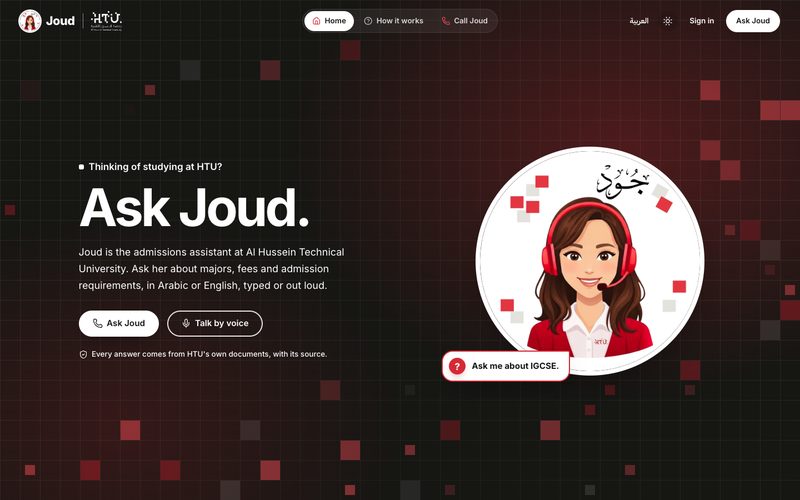 Joud
HTU
Home
How it works
Call Joud
العربية
Sign in
Ask Joud
Thinking of studying at HTU?
Ask Joud.
Joud is the admissions assistant at Al Hussein Technical
University. Ask her about majors, fees and admission
requirements, in Arabic or English, typed or out loud.
Ask Joud
Talk by voice
Every answer comes from HTU's own documents, with its source.
جُود
HTU
?
Ask me about IGCSE.